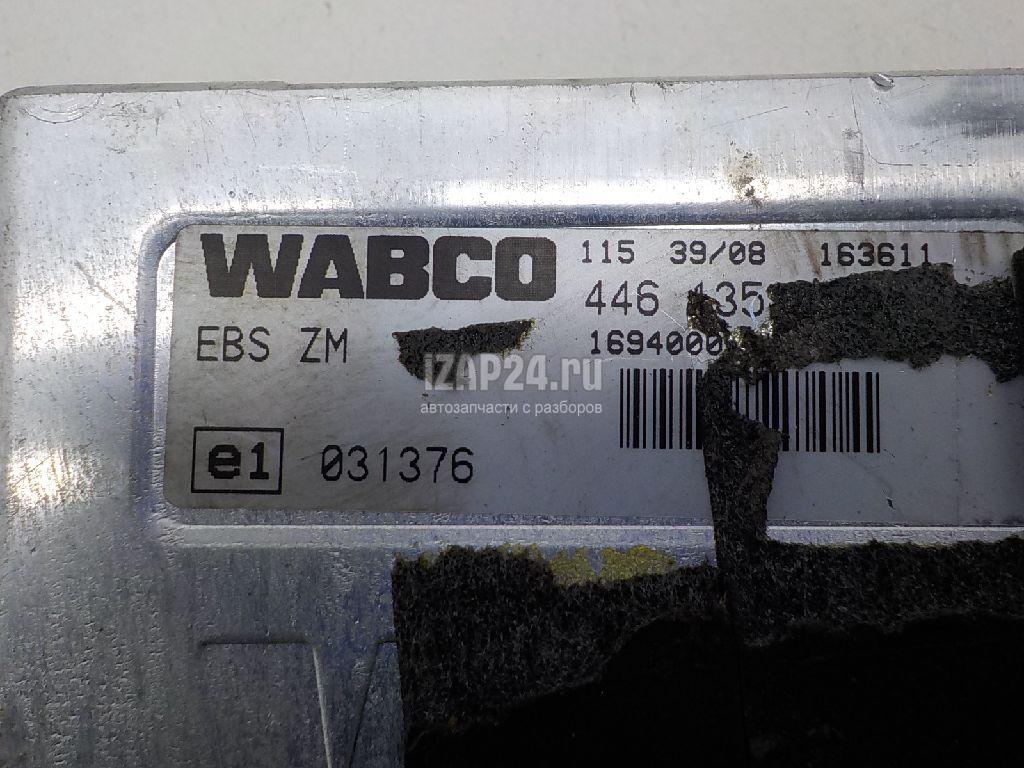 WABCO 115 39/08 163611
446 135
EBS ZM 1694000
IZAP24.ru
автозапчасти с разборов
e1 031376